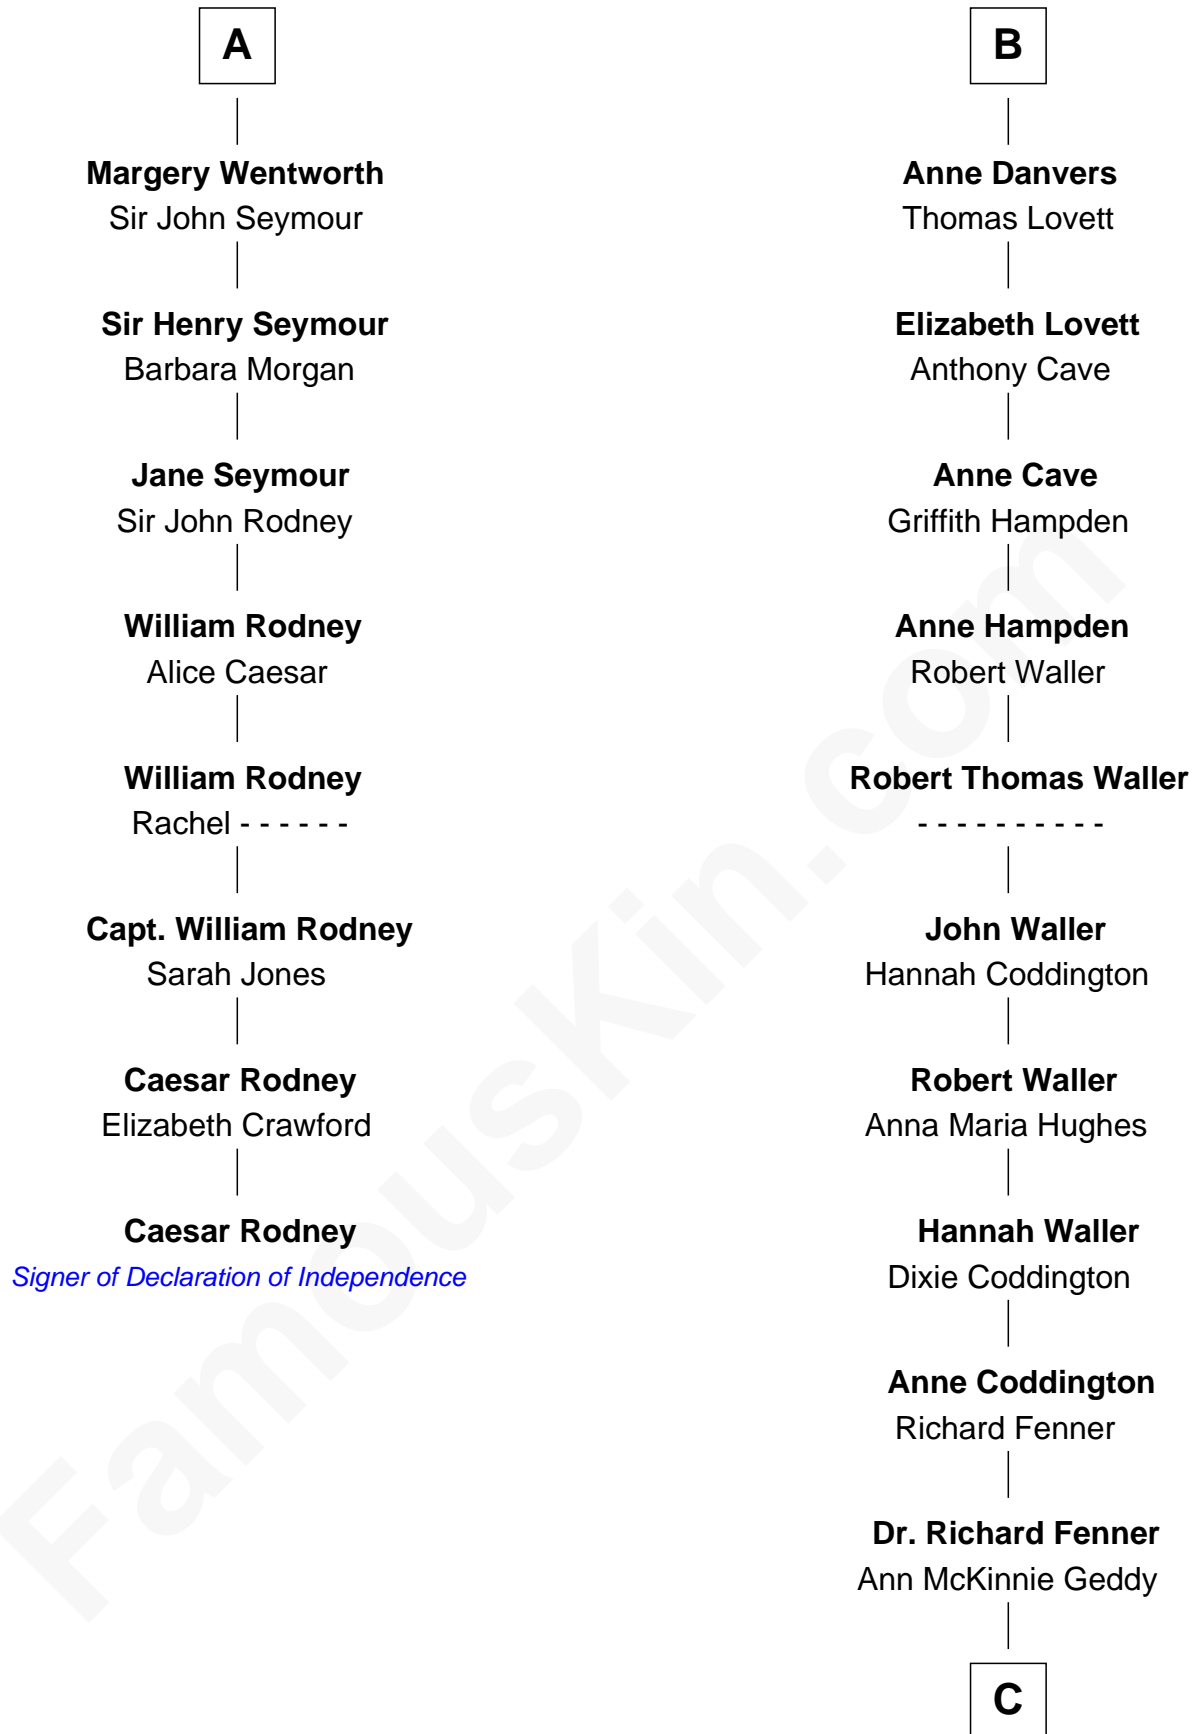 A
Margery Wentworth
Sir John Seymour
Sir Henry Seymour
Barbara Morgan
Jane Seymour
Sir John Rodney
William Rodney
Alice Caesar
William Rodney
Rachel - - - - - -
Capt. William Rodney
Sarah Jones
Caesar Rodney
Elizabeth Crawford
Caesar Rodney
Signer of Declaration of Independence
B
Anne Danvers
Thomas Lovett
Elizabeth Lovett
Anthony Cave
Anne Cave
Griffith Hampden
Anne Hampden
Robert Waller
Robert Thomas Waller
- - - - - - - - - -
John Waller
Hannah Coddington
Robert Waller
Anna Maria Hughes
Hannah Waller
Dixie Coddington
Anne Coddington
Richard Fenner
Dr. Richard Fenner
Ann McKinnie Geddy
C
FamousKin.com